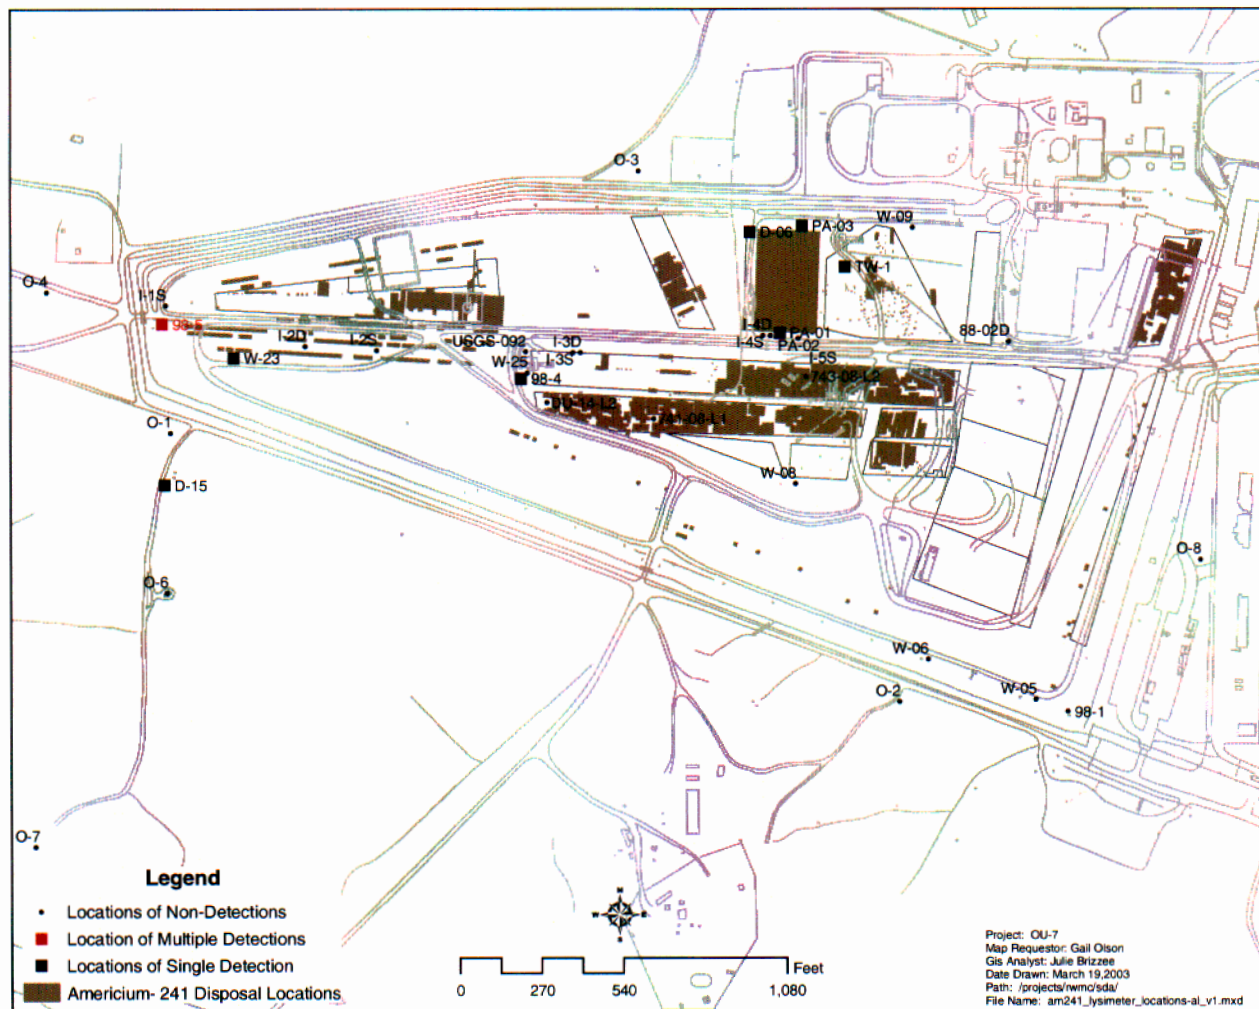 O-3
W-09
D-06
PA-03
TW-1
O-4
I-1S
98-5
I-2D
I-2S
W-23
USGS-092
I-3D
I-3S
W-25
98-4
I-4D
I-4S
PA-01
PA-02
I-5S
88-02D
743-08-L2
DU-14-L3
741-08-L1
O-1
D-15
W-08
O-6
O-8
W-06
O-2
W-05
98-1
O-7
Legend
Locations of Non-Detections
Location of Multiple Detections
Locations of Single Detection
Americium- 241 Disposal Locations
N
W
E
S
Feet
0 270 540 1,080
Project: OU-7
Map Requestor: Gail Olson
Gis Analyst: Julie Brizzee
Date Drawn: March 19,2003
Path: /projects/rwmc/sda/
File Name: am241_lysimeter_locations-al_v1.mxd